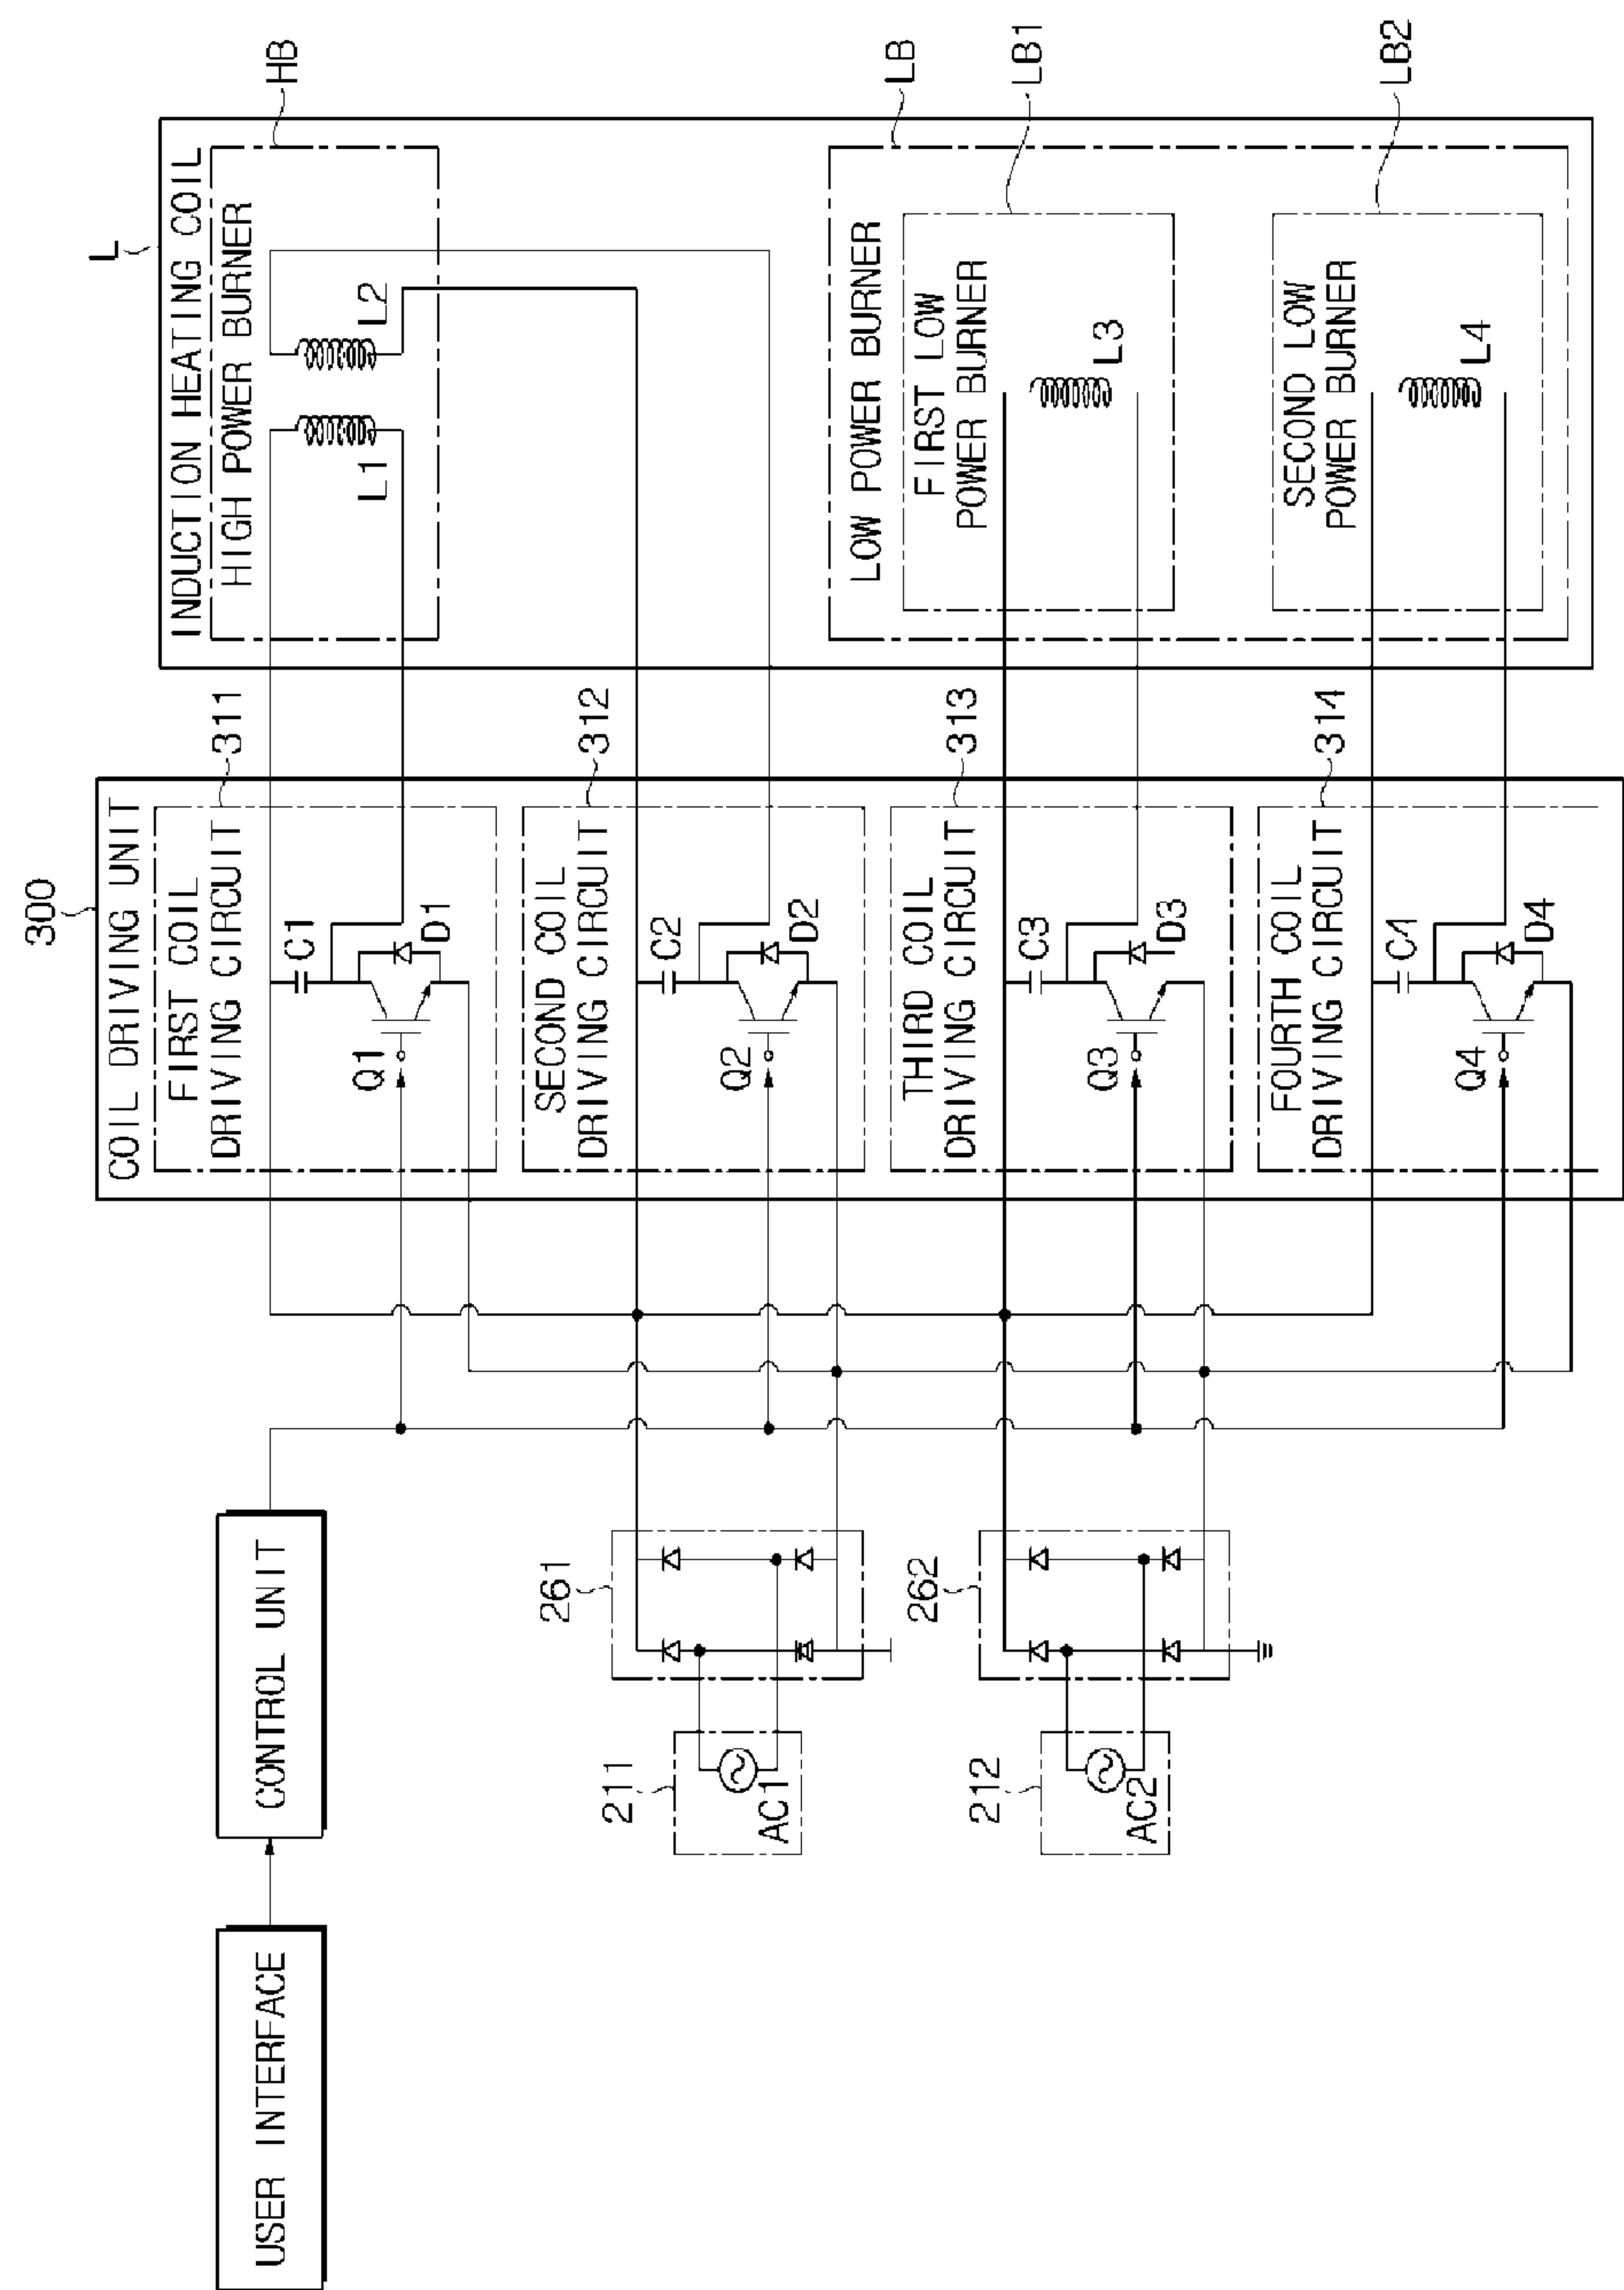 USER INTERFACE
CONTROL UNIT
211
AC1
212
AC2
261
262
300
COIL DRIVING UNIT
FIRST COIL
DRIVING CIRCUIT
311
C1
Q1
D1
SECOND COIL
DRIVING CIRCUIT
312
C2
Q2
D2
THIRD COIL
DRIVING CIRCUIT
313
C3
Q3
D3
FOURTH COIL
DRIVING CIRCUIT
314
C4
Q4
D4
L
INDUCTION HEATING COIL
HIGH POWER BURNER
HB
L1
L2
LOW POWER BURNER
LB
FIRST LOW
POWER BURNER
LB1
L3
SECOND LOW
POWER BURNER
LB2
L4